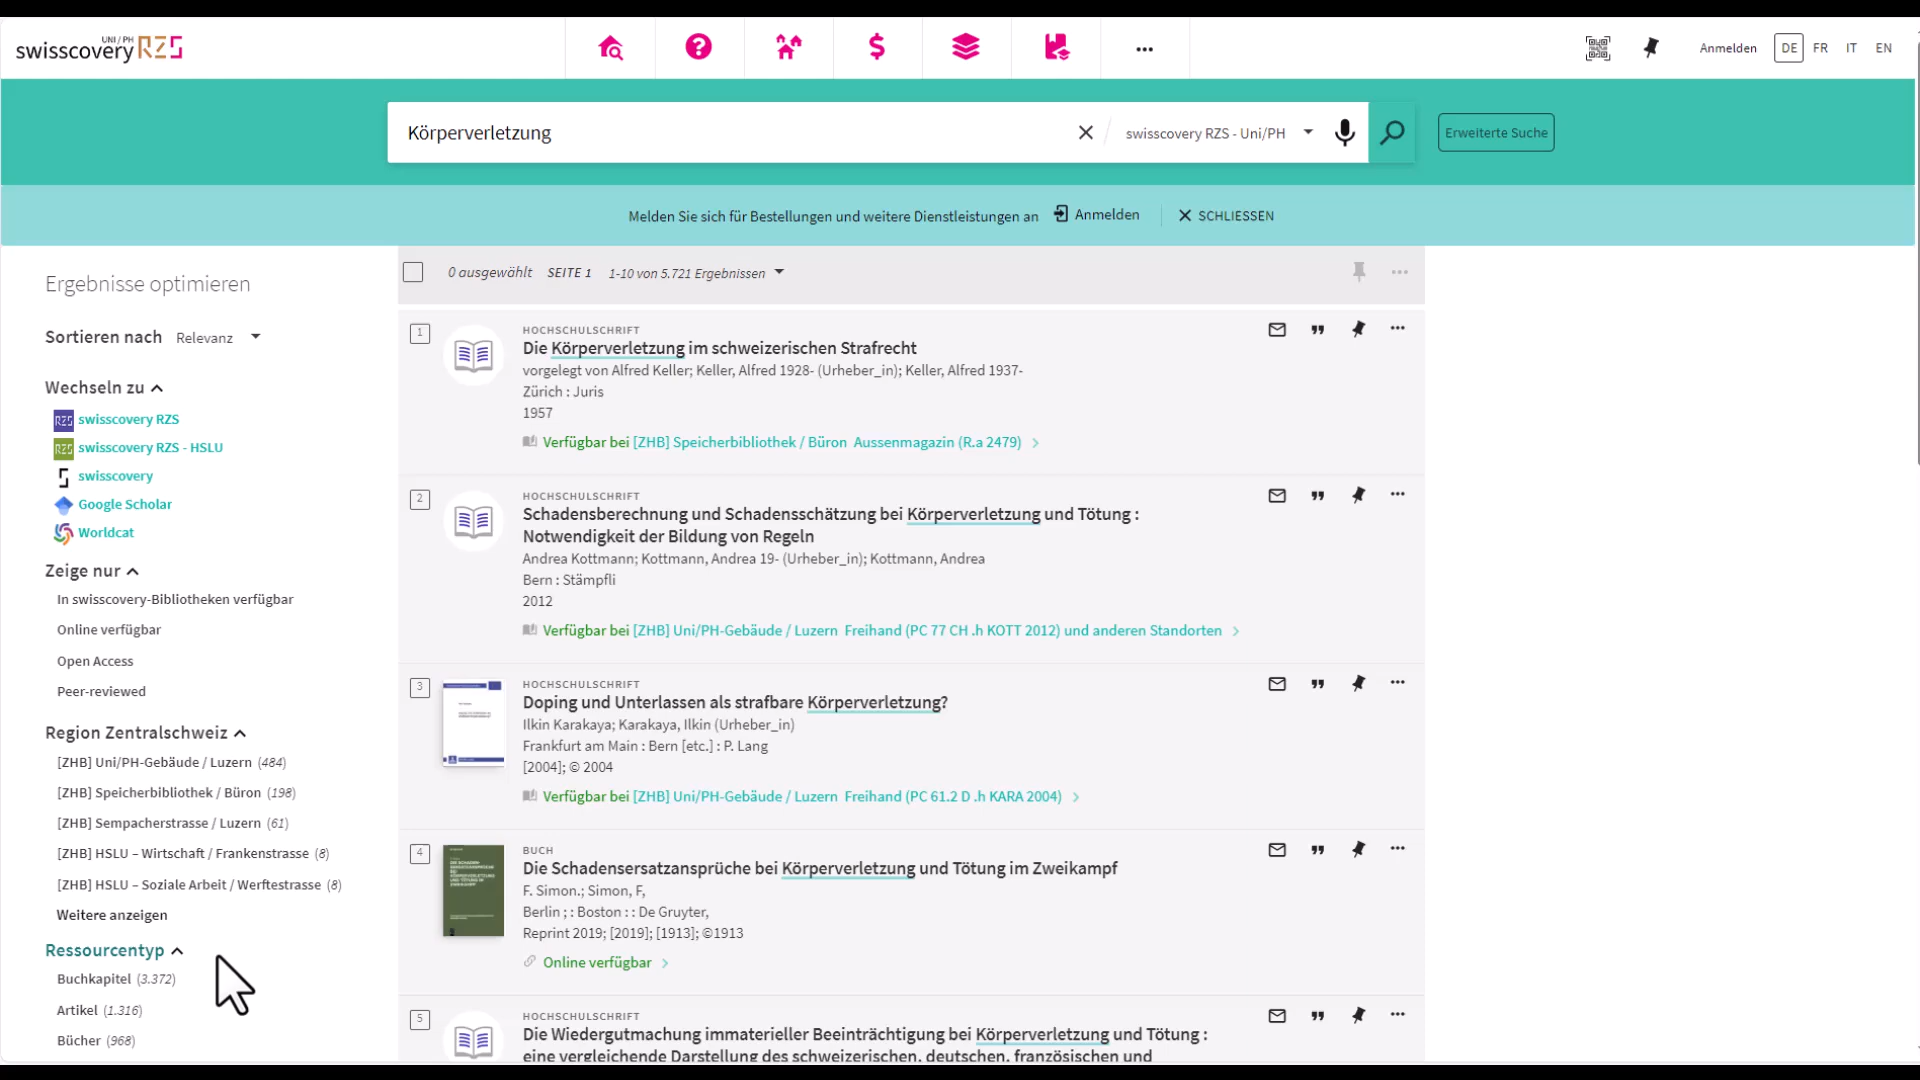 swisscovery UNI / PH RZS
Anmelden DE FR IT EN
Körperverletzung
swisscovery RZS - Uni/PH
Erweiterte Suche
Melden Sie sich für Bestellungen und weitere Dienstleistungen an Anmelden SCHLIESSEN
Ergebnisse optimieren
Sortieren nach Relevanz
Wechseln zu
RZS swisscovery RZS
RZS swisscovery RZS - HSLU
swisscovery
Google Scholar
Worldcat
Zeige nur
In swisscovery-Bibliotheken verfügbar
Online verfügbar
Open Access
Peer-reviewed
Region Zentralschweiz
[ZHB] Uni/PH-Gebäude / Luzern (484)
[ZHB] Speicherbibliothek / Büron (198)
[ZHB] Sempacherstrasse / Luzern (61)
[ZHB] HSLU – Wirtschaft / Frankenstrasse (8)
[ZHB] HSLU – Soziale Arbeit / Werftestrasse (8)
Weitere anzeigen
Ressourcentyp
Buchkapitel (3.372)
Artikel (1.316)
Bücher (968)
0 ausgewählt SEITE 1 1-10 von 5.721 Ergebnissen
1
HOCHSCHULSCHRIFT
Die Körperverletzung im schweizerischen Strafrecht
vorgelegt von Alfred Keller; Keller, Alfred 1928- (Urheber_in); Keller, Alfred 1937-
Zürich : Juris
1957
Verfügbar bei [ZHB] Speicherbibliothek / Büron Aussenmagazin (R.a 2479)
2
HOCHSCHULSCHRIFT
Schadensberechnung und Schadensschätzung bei Körperverletzung und Tötung :
Notwendigkeit der Bildung von Regeln
Andrea Kottmann; Kottmann, Andrea 19- (Urheber_in); Kottmann, Andrea
Bern : Stämpfli
2012
Verfügbar bei [ZHB] Uni/PH-Gebäude / Luzern Freihand (PC 77 CH .h KOTT 2012) und anderen Standorten
3
HOCHSCHULSCHRIFT
Doping und Unterlassen als strafbare Körperverletzung?
Ilkin Karakaya; Karakaya, Ilkin (Urheber_in)
Frankfurt am Main : Bern [etc.] : P. Lang
[2004]; © 2004
Verfügbar bei [ZHB] Uni/PH-Gebäude / Luzern Freihand (PC 61.2 D .h KARA 2004)
4
BUCH
Die Schadensersatzansprüche bei Körperverletzung und Tötung im Zweikampf
F. Simon.; Simon, F,
Berlin ; : Boston : : De Gruyter,
Reprint 2019; [2019]; [1913]; ©1913
Online verfügbar
5
HOCHSCHULSCHRIFT
Die Wiedergutmachung immaterieller Beeinträchtigung bei Körperverletzung und Tötung :
eine vergleichende Darstellung des schweizerischen, deutschen, französischen und